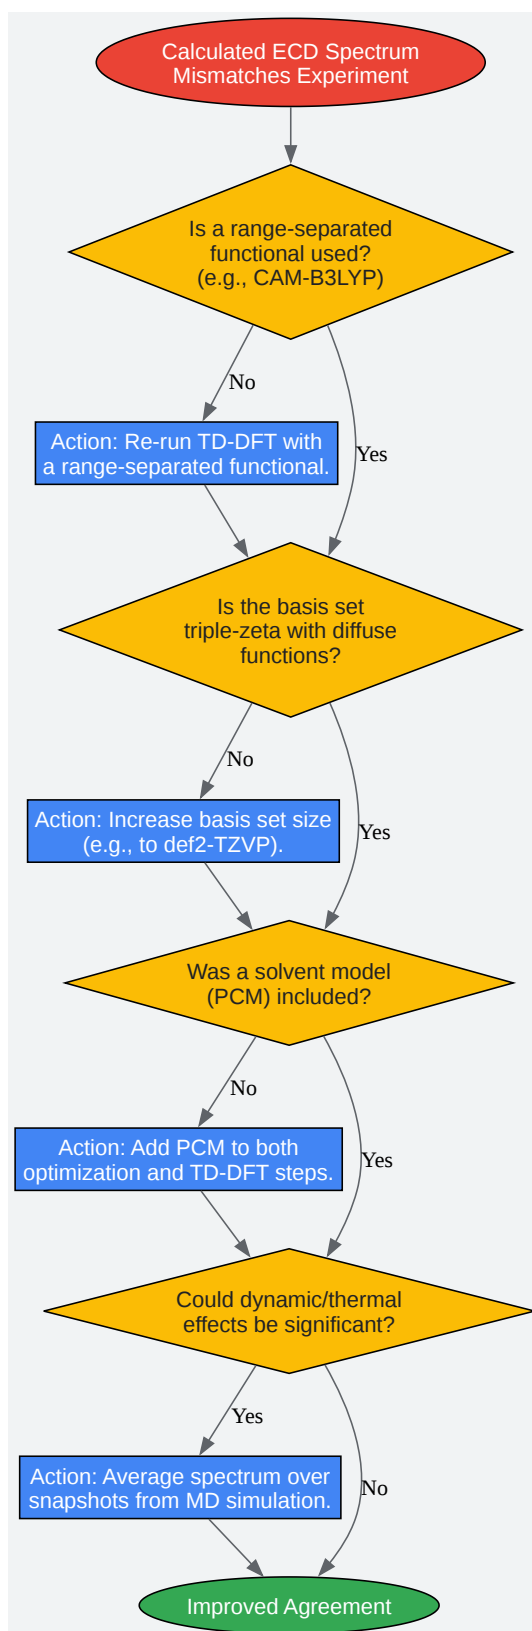 Calculated ECD Spectrum
Mismatches Experiment
Is a range-separated
functional used?
(e.g., CAM-B3LYP)
No
Action: Re-run TD-DFT with
a range-separated functional.
Yes
Is the basis set
triple-zeta with diffuse
functions?
No
Action: Increase basis set size
(e.g., to def2-TZVP).
Yes
Was a solvent model
(PCM) included?
No
Action: Add PCM to both
optimization and TD-DFT steps.
Yes
Could dynamic/thermal
effects be significant?
Yes
Action: Average spectrum over
snapshots from MD simulation.
No
Improved Agreement